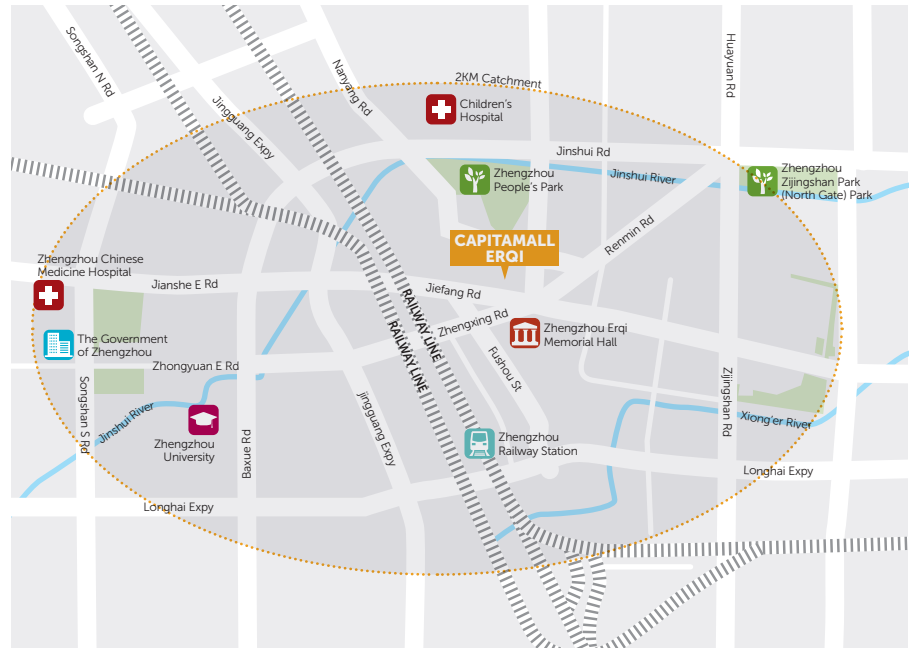 Songshan N Rd
Jingguang Expy
Nanyang Rd
2KM Catchment
Huayuan Rd
Children's
Hospital
Jinshui Rd
Zhengzhou
People's Park
Jinshui River
Zhengzhou
Zijingshan Park
(North Gate) Park
Renmin Rd
CAPITAMALL
ERQI
Zhengzhou Chinese
Medicine Hospital
Jianshe E Rd
Jiefang Rd
RAILWAY LINE
RAILWAY LINE
Zhengxing Rd
Zhengzhou Erqi
Memorial Hall
The Government
of Zhengzhou
Zhongyuan E Rd
Fushou St
Songshan S Rd
Jinshui River
Zhengzhou
University
Baxue Rd
jingguang Expy
Zhengzhou
Railway Station
Zijingshan Rd
Xiong'er River
Longhai Expy
Longhai Expy